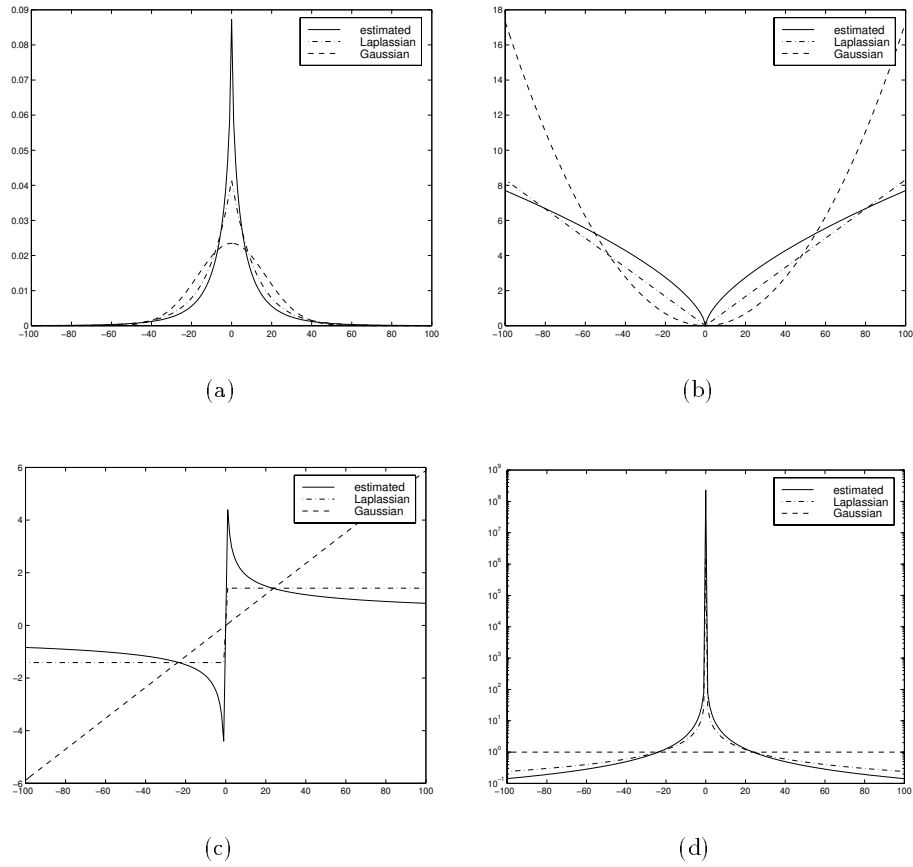 0.09
0.08
0.07
0.06
0.05
0.04
0.03
0.02
0.01
0
−100 −80 −60 −40 −20 0 20 40 60 80 100
estimated
Laplassian
Gaussian
(a)
18
16
14
12
10
8
6
4
2
0
−100 −80 −60 −40 −20 0 20 40 60 80 100
estimated
Laplassian
Gaussian
(b)
6
4
2
0
−2
−4
−6
−100 −80 −60 −40 −20 0 20 40 60 80 100
estimated
Laplassian
Gaussian
(c)
10⁹
10⁸
10⁷
10⁶
10⁵
10⁴
10³
10²
10¹
10⁰
10⁻¹
−100 −80 −60 −40 −20 0 20 40 60 80 100
estimated
Laplassian
Gaussian
(d)